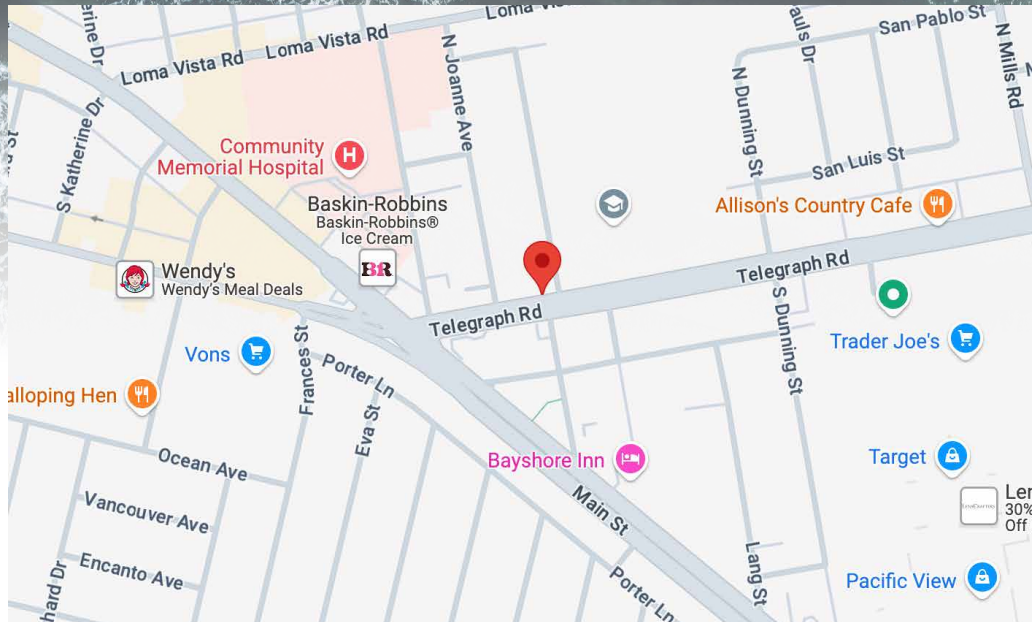 Loma Vista Rd
Loma Vista Rd
N Joanne Ave
San Pablo St
N Mills Rd
S Katherine Dr
Community
Memorial Hospital
H
N Dunning St
San Luis St
Baskin-Robbins
Baskin-Robbins®
Ice Cream
BR
Allison's Country Cafe
Wendy's
Wendy's Meal Deals
Telegraph Rd
Telegraph Rd
S Dunning St
Trader Joe's
Vons
Frances St
Porter Ln
Eva St
alloping Hen
Ocean Ave
Bayshore Inn
Main St
Target
30%
Off
Vancouver Ave
Encanto Ave
Lang St
Porter Ln
Pacific View